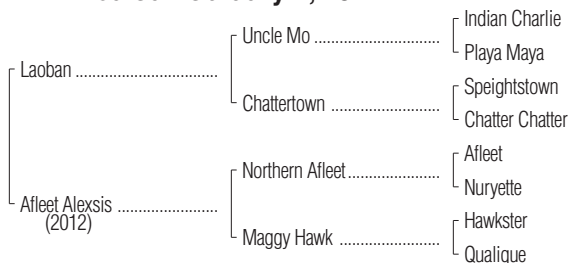 Indian Charlie
Uncle Mo ..............................
Playa Maya
Laoban ..................................
Speightstown
Chattertown ..........................
Chatter Chatter
Afleet
Northern Afleet......................
Nuryette
Afleet Alexsis ........................
(2012)
Hawkster
Maggy Hawk ........................
Qualique